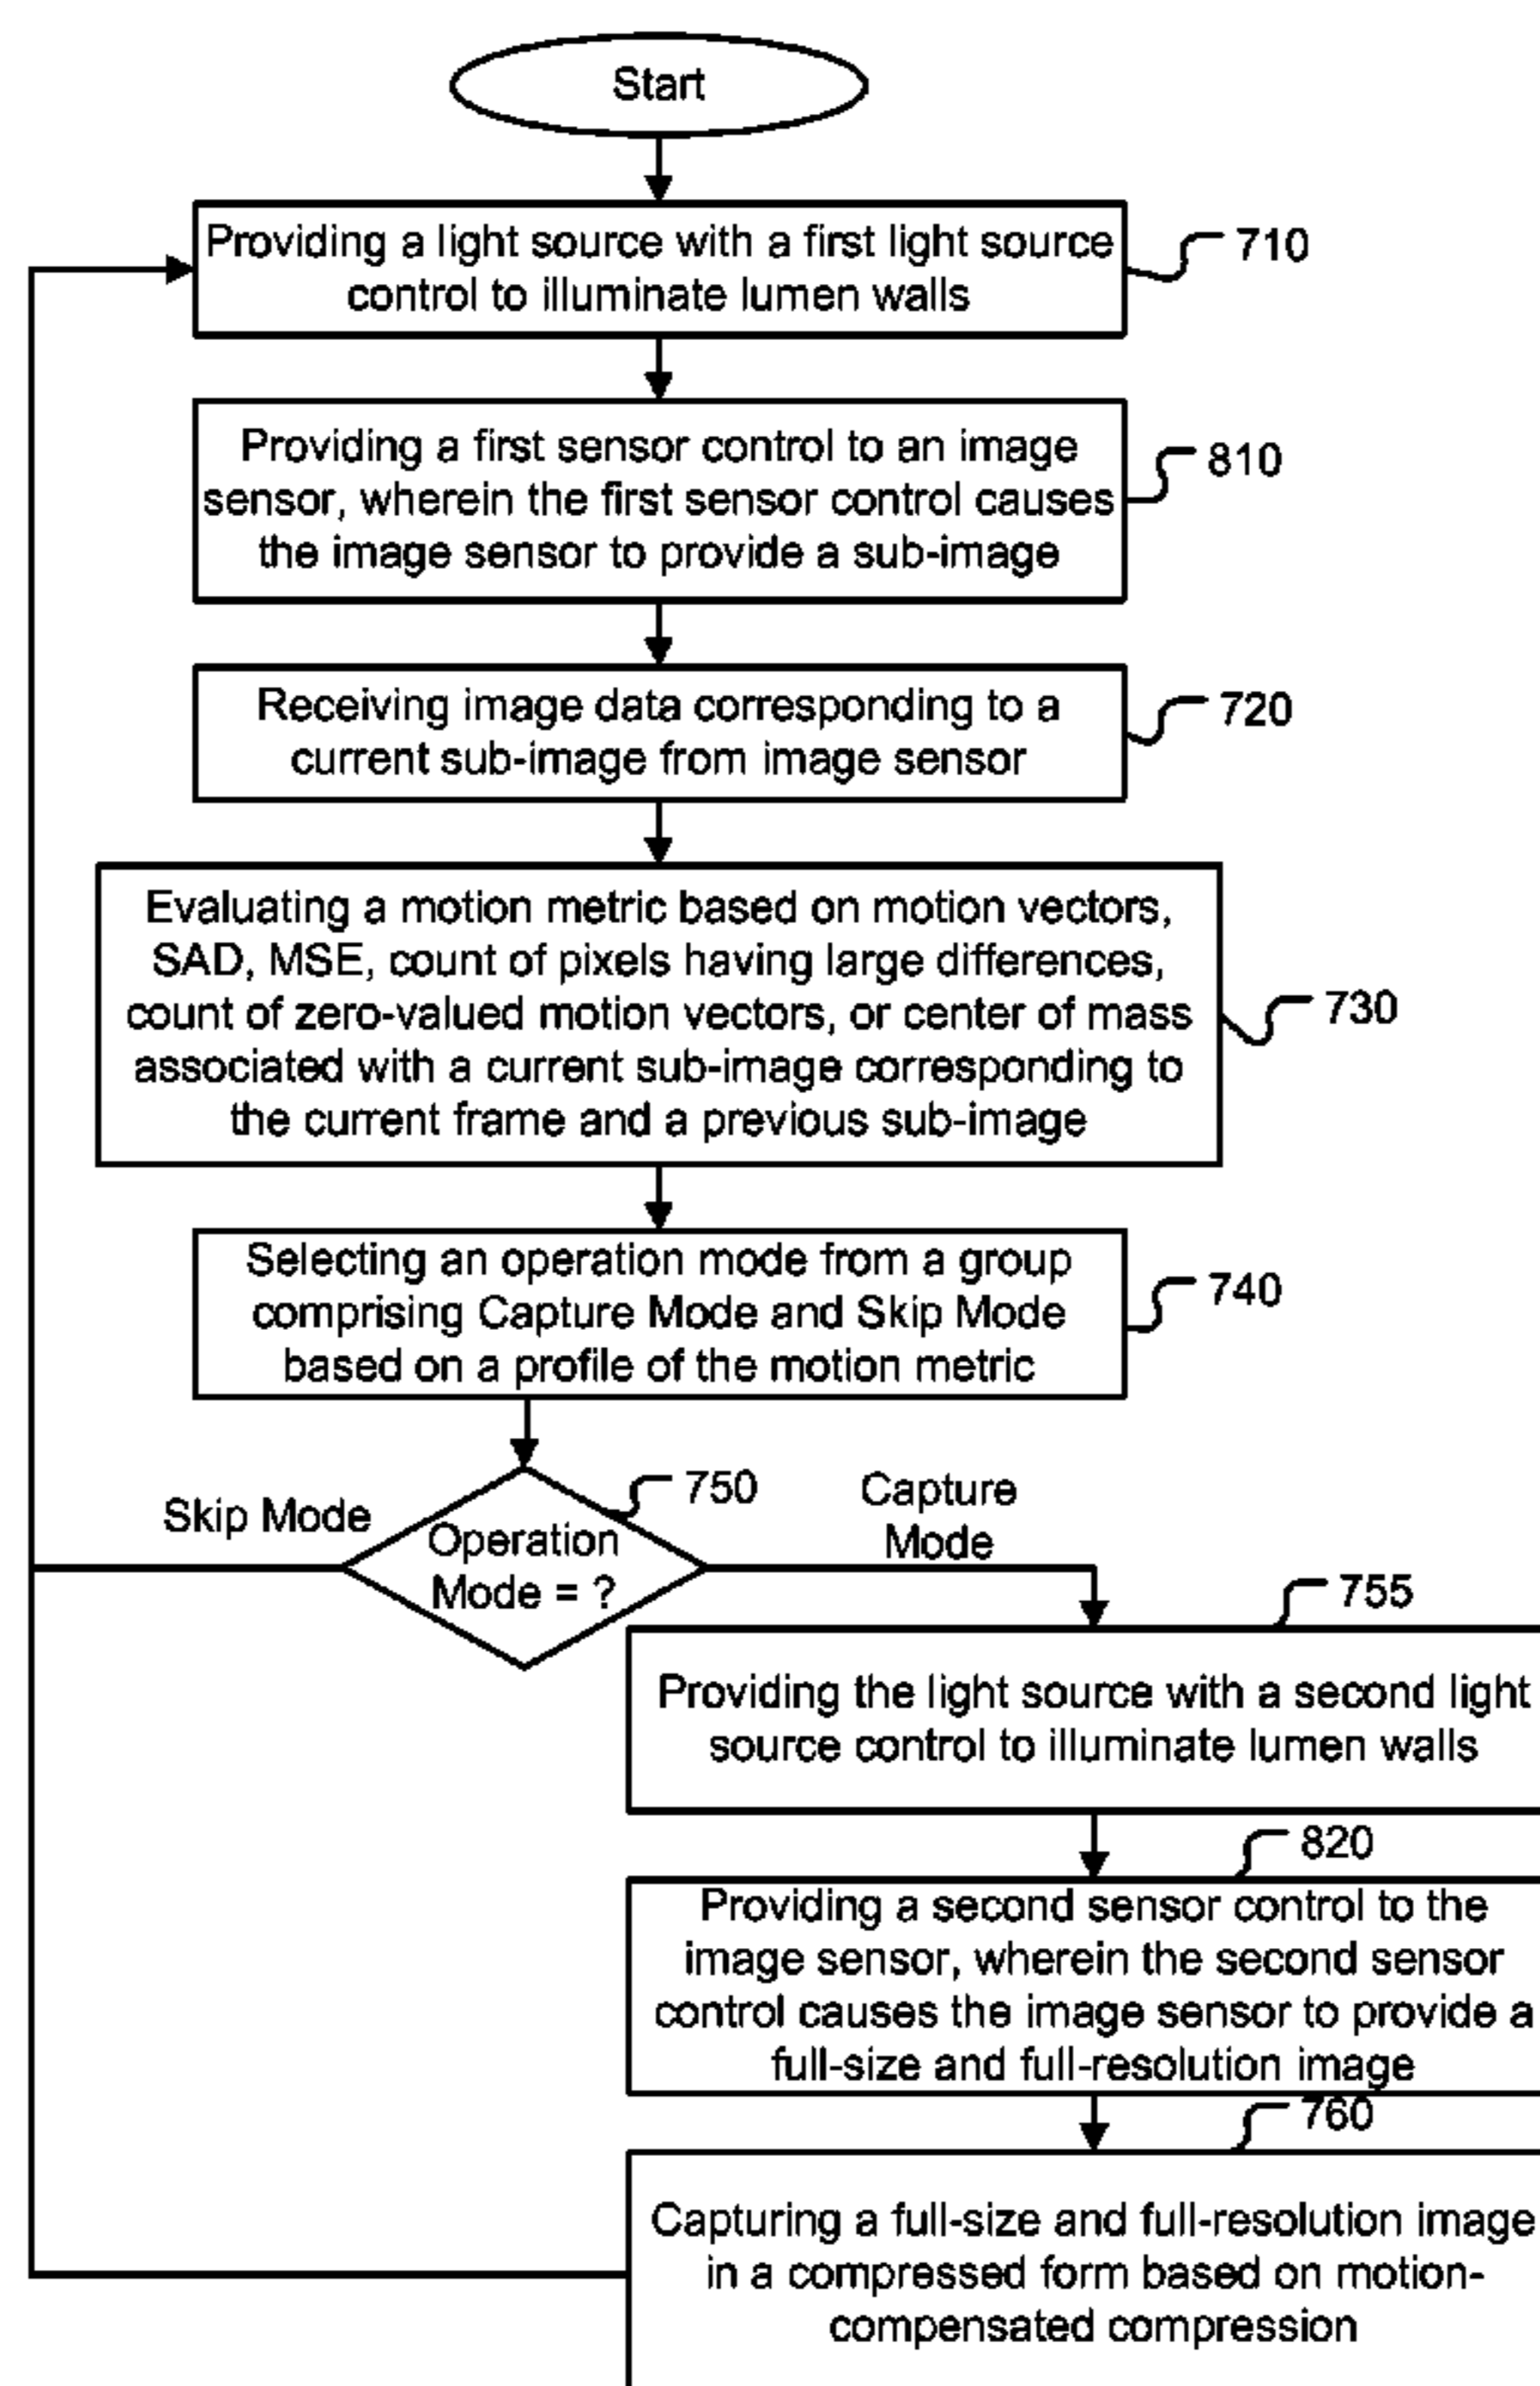 Start
Providing a light source with a first light source
control to illuminate lumen walls
710
Providing a first sensor control to an image
sensor, wherein the first sensor control causes
the image sensor to provide a sub-image
810
Receiving image data corresponding to a
current sub-image from image sensor
720
Evaluating a motion metric based on motion vectors,
SAD, MSE, count of pixels having large differences,
count of zero-valued motion vectors, or center of mass
associated with a current sub-image corresponding to
the current frame and a previous sub-image
730
Selecting an operation mode from a group
comprising Capture Mode and Skip Mode
based on a profile of the motion metric
740
Skip Mode
Operation
Mode = ?
750
Capture
Mode
755
Providing the light source with a second light
source control to illuminate lumen walls
820
Providing a second sensor control to the
image sensor, wherein the second sensor
control causes the image sensor to provide a
full-size and full-resolution image
760
Capturing a full-size and full-resolution image
in a compressed form based on motion-
compensated compression